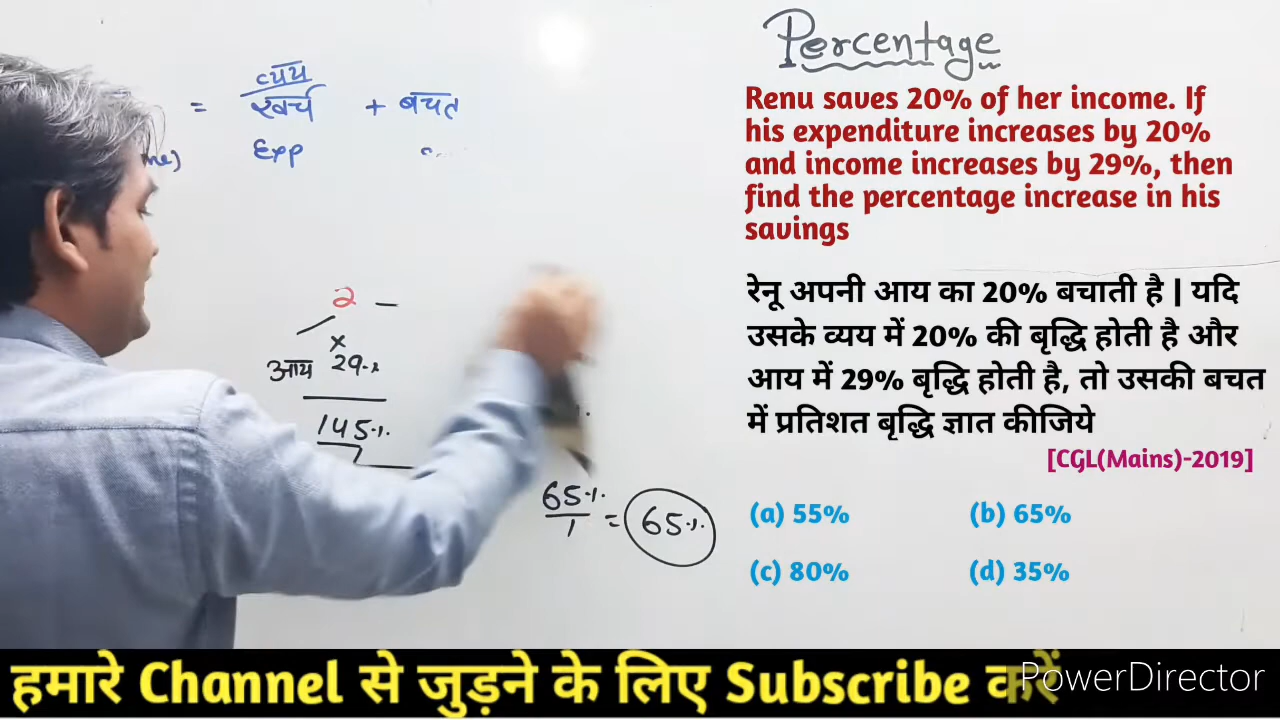 Percentage
व्यय
= खर्च + बचत
me) Exp
Renu saves 20% of her income. If
his expenditure increases by 20%
and income increases by 29%, then
find the percentage increase in his
savings
रेनू अपनी आय का 20% बचाती है | यदि
उसके व्यय में 20% की बृद्धि होती है और
आय में 29% बृद्धि होती है, तो उसकी बचत
में प्रतिशत बृद्धि ज्ञात कीजिये
[CGL(Mains)-2019]
(a) 55% (b) 65%
(c) 80% (d) 35%
2 –
×
आय 29%
145%
65% / 1 = 65%
हमारे Channel से जुड़ने के लिए Subscribe करें
PowerDirector